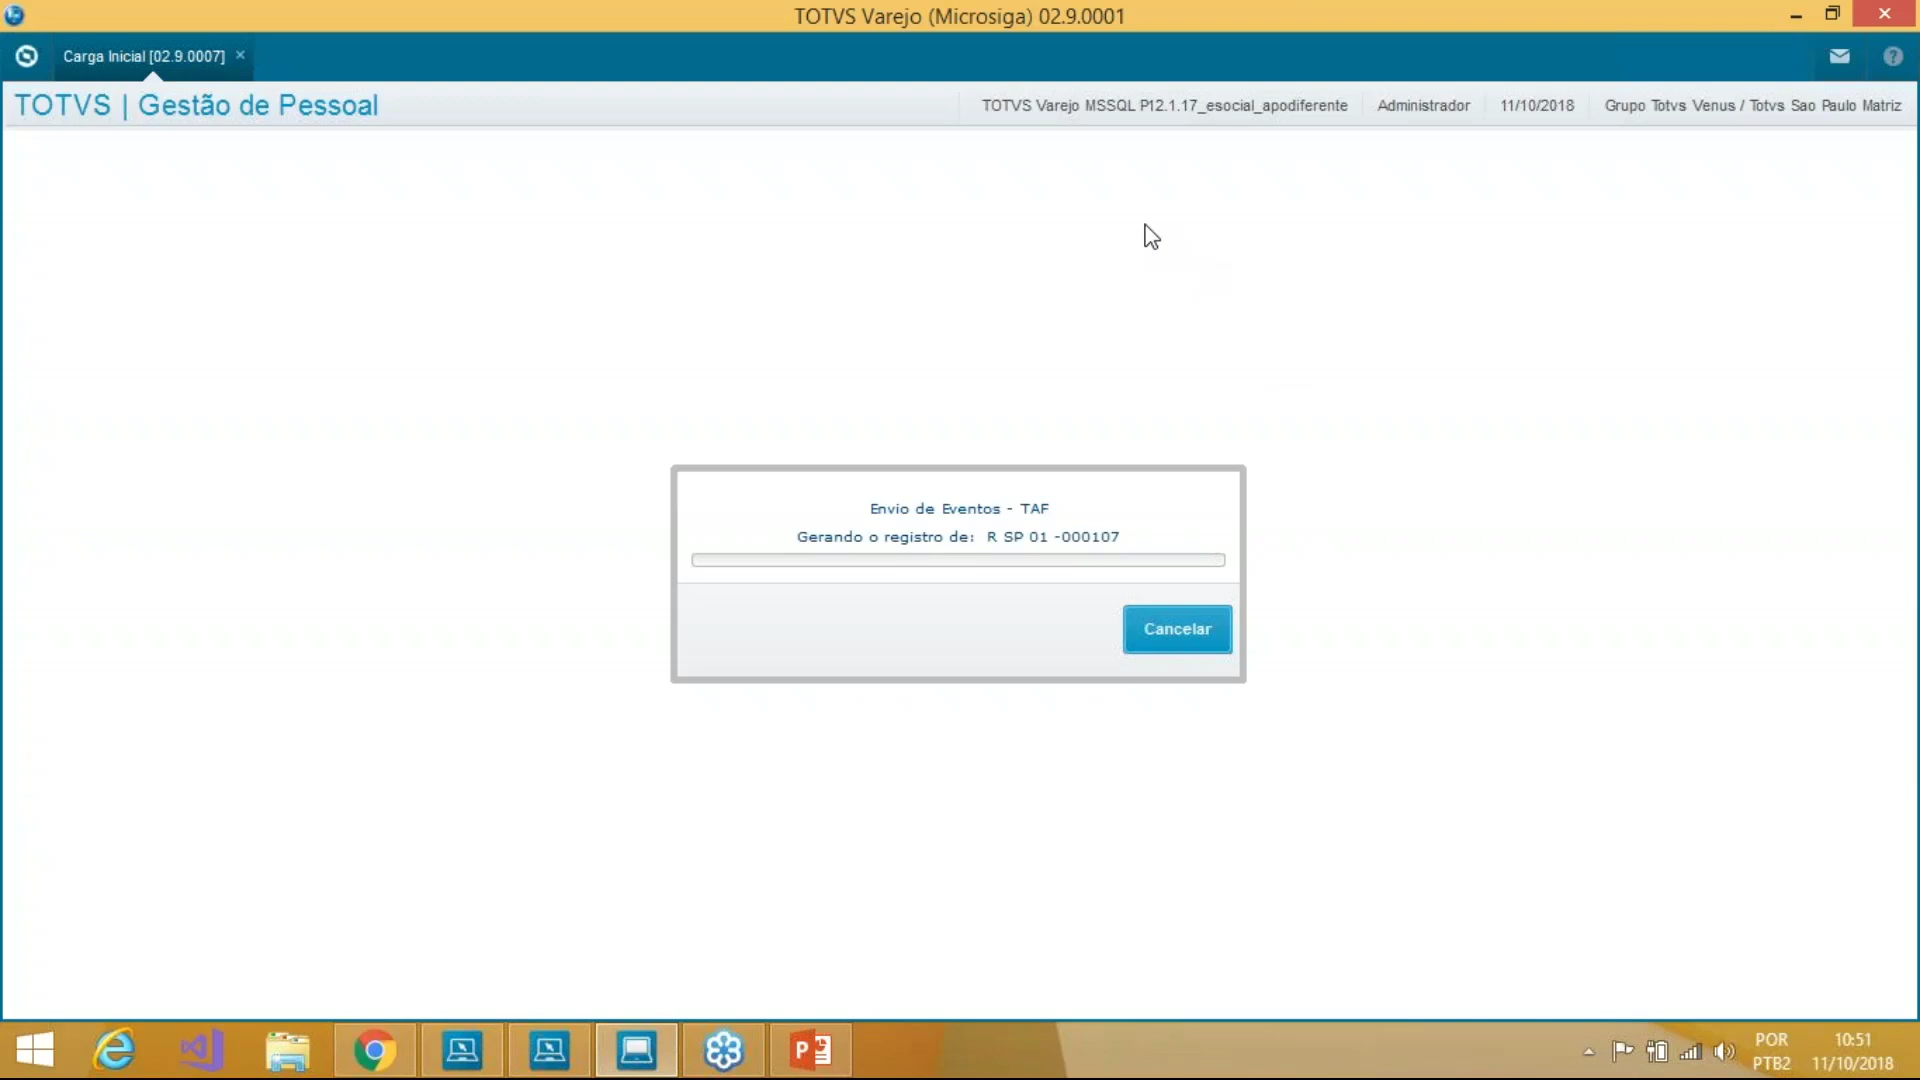 TOTVS Varejo (Microsiga) 02.9.0001
Carga Inicial [02.9.0007] ×
TOTVS | Gestão de Pessoal
TOTVS Varejo MSSQL P12.1.17_esocial_apodiferente
Administrador
11/10/2018
Grupo Totvs Venus / Totvs Sao Paulo Matriz
Envio de Eventos - TAF
Gerando o registro de: R SP 01 -000107
Cancelar
POR
PTB2
10:51
11/10/2018